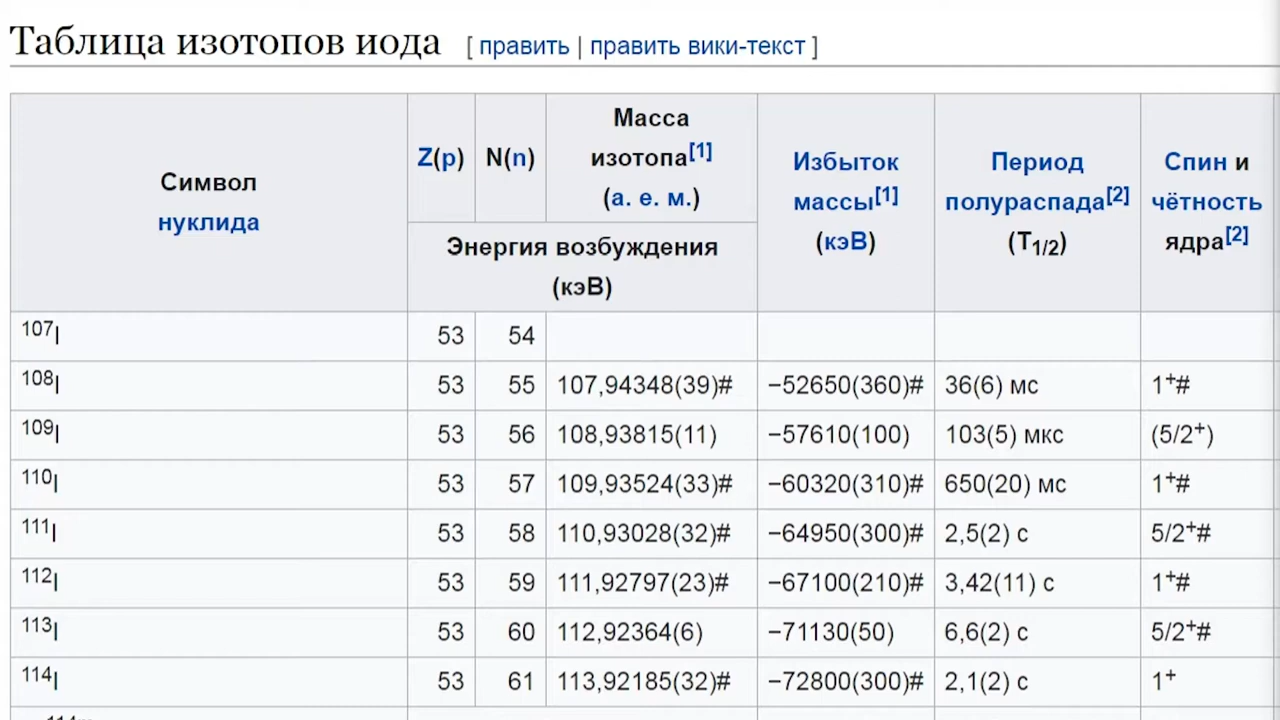 Таблица изотопов иода [ править | править вики-текст ]
Символ нуклида
Z(p)
N(n)
Масса изотопа[1] (а. е. м.)
Энергия возбуждения (кэВ)
Избыток массы[1] (кэВ)
Период полураспада[2] (T1/2)
Спин и чётность ядра[2]
107I 53 54
108I 53 55 107,94348(39)# −52650(360)# 36(6) мс 1+#
109I 53 56 108,93815(11) −57610(100) 103(5) мкс (5/2+)
110I 53 57 109,93524(33)# −60320(310)# 650(20) мс 1+#
111I 53 58 110,93028(32)# −64950(300)# 2,5(2) с 5/2+#
112I 53 59 111,92797(23)# −67100(210)# 3,42(11) с 1+#
113I 53 60 112,92364(6) −71130(50) 6,6(2) с 5/2+#
114I 53 61 113,92185(32)# −72800(300)# 2,1(2) с 1+